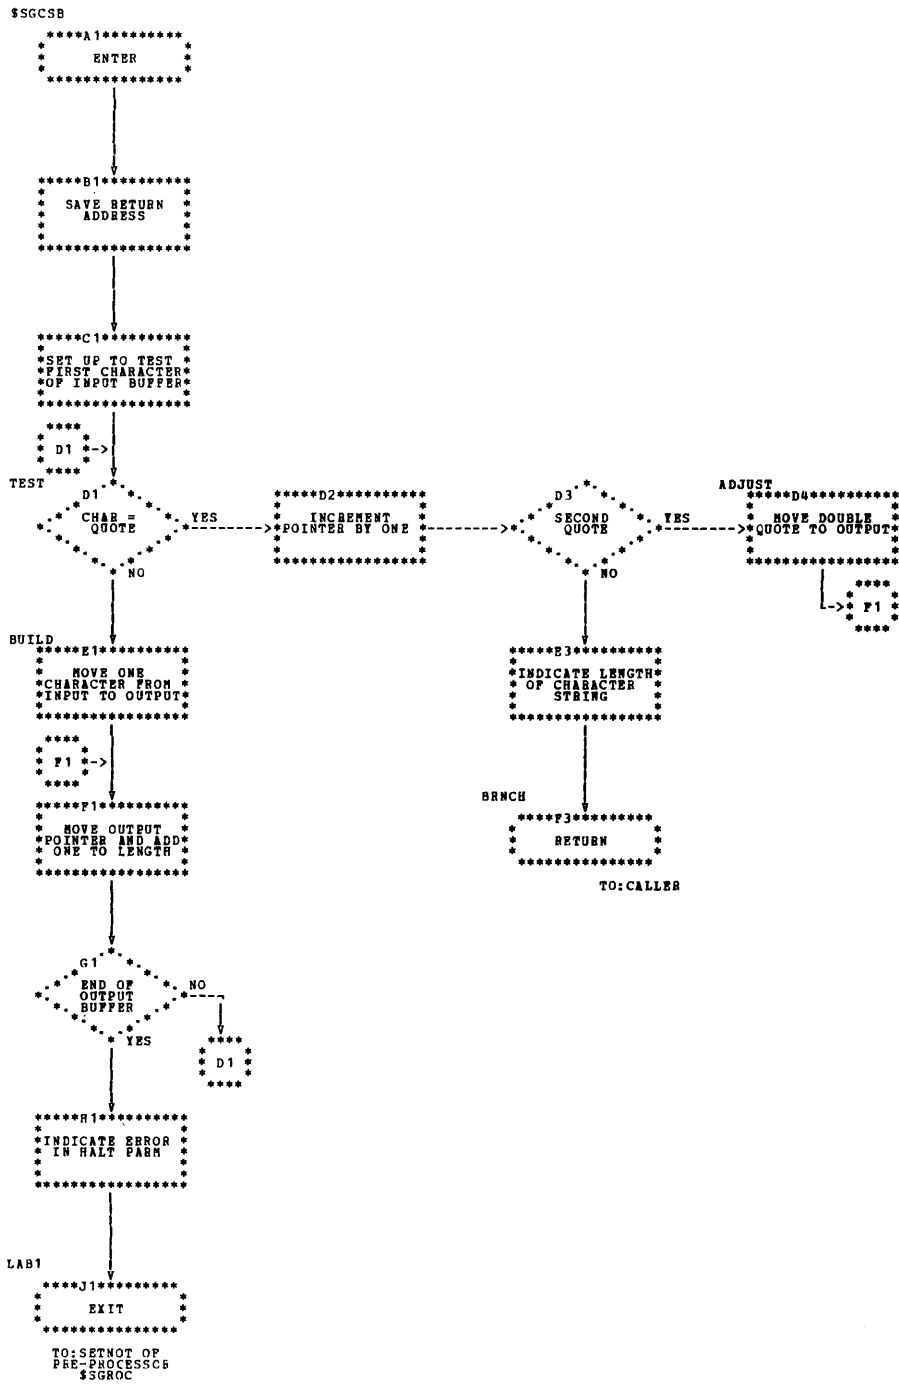 $SGCSB
A1
ENTER
B1
SAVE RETURN
ADDRESS
C1
SET UP TO TEST
FIRST CHARACTER
OF INPUT BUFFER
D1
TEST
D1
CHAR =
QUOTE
YES
NO
D2
INCREMENT
POINTER BY ONE
D3
SECOND
QUOTE
YES
NO
ADJUST
D4
MOVE DOUBLE
QUOTE TO OUTPUT
F1
BUILD
E1
MOVE ONE
CHARACTER FROM
INPUT TO OUTPUT
E3
INDICATE LENGTH
OF CHARACTER
STRING
F1
F1
MOVE OUTPUT
POINTER AND ADD
ONE TO LENGTH
BRNCH
F3
RETURN
TO:CALLER
G1
END OF
OUTPUT
BUFFER
NO
YES
D1
H1
INDICATE ERROR
IN HALT PARM
LAB1
J1
EXIT
TO:SETNOT OF
PRE-PROCESSOR
$SGROC